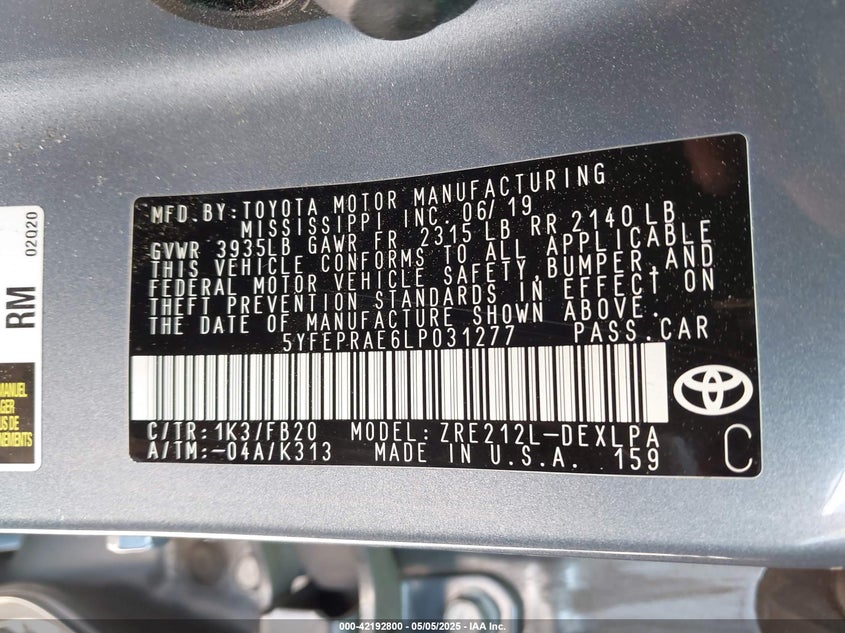 MFD.BY:TOYOTA MOTOR MANUFACTURING
MISSISSIPPI INC. 06/19
GVWR 3935LB GAWR FR 2315 LB RR 2140 LB
THIS VEHICLE CONFORMS TO ALL APPLICABLE
FEDERAL MOTOR VEHICLE SAFETY,BUMPER,AND
THEFT PREVENTION STANDARDS IN EFFECT ON
THE DATE OF MANUFACTURE SHOWN ABOVE.
5YFEPRAE6LP031277 PASS.CAR
C/TR:1K3/FB20 MODEL:ZRE212L-DEXLPA
A/TM:-04A/K313 MADE IN U.S.A. 159
C
02020
RM
MANUEL
000-42192800 - 05/05/2025 - IAA Inc.